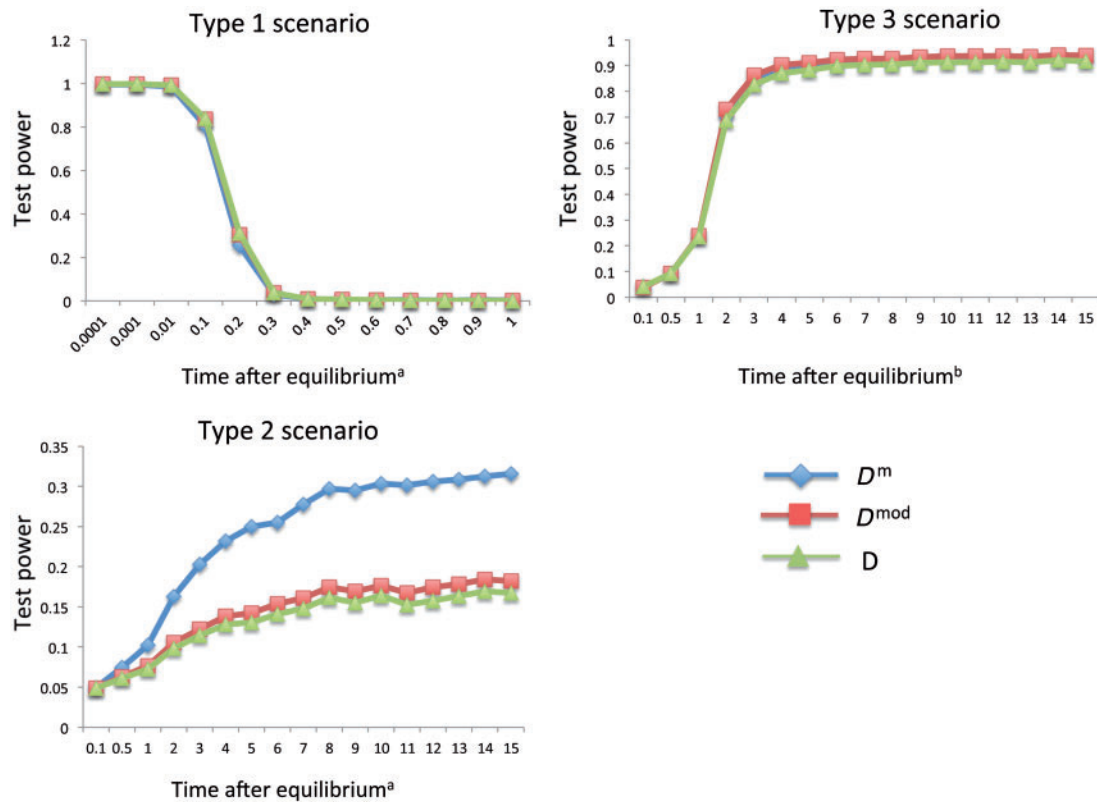 Type 1 scenario
1.2
1
0.8
0.6
0.4
0.2
0
Test power
0.0001 0.001 0.01 0.1 0.2 0.3 0.4 0.5 0.6 0.7 0.8 0.9 1
Time after equilibriumᵃ
Type 3 scenario
1
0.9
0.8
0.7
0.6
0.5
0.4
0.3
0.2
0.1
0
Test power
0.1 0.5 1 2 3 4 5 6 7 8 9 10 11 12 13 14 15
Time after equilibriumᵇ
Type 2 scenario
0.35
0.3
0.25
0.2
0.15
0.1
0.05
0
Test power
0.1 0.5 1 2 3 4 5 6 7 8 9 10 11 12 13 14 15
Time after equilibriumᵃ
Dᵐ
Dᵐᵒᵈ
D